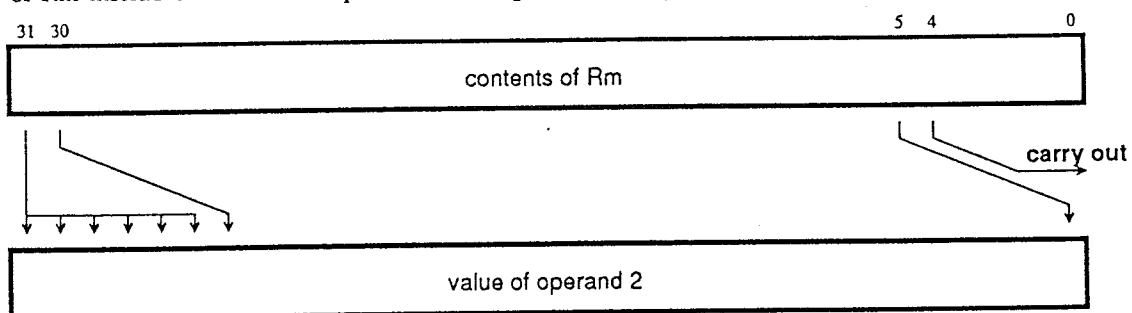 31 30 5 4 0
contents of Rm
carry out
value of operand 2